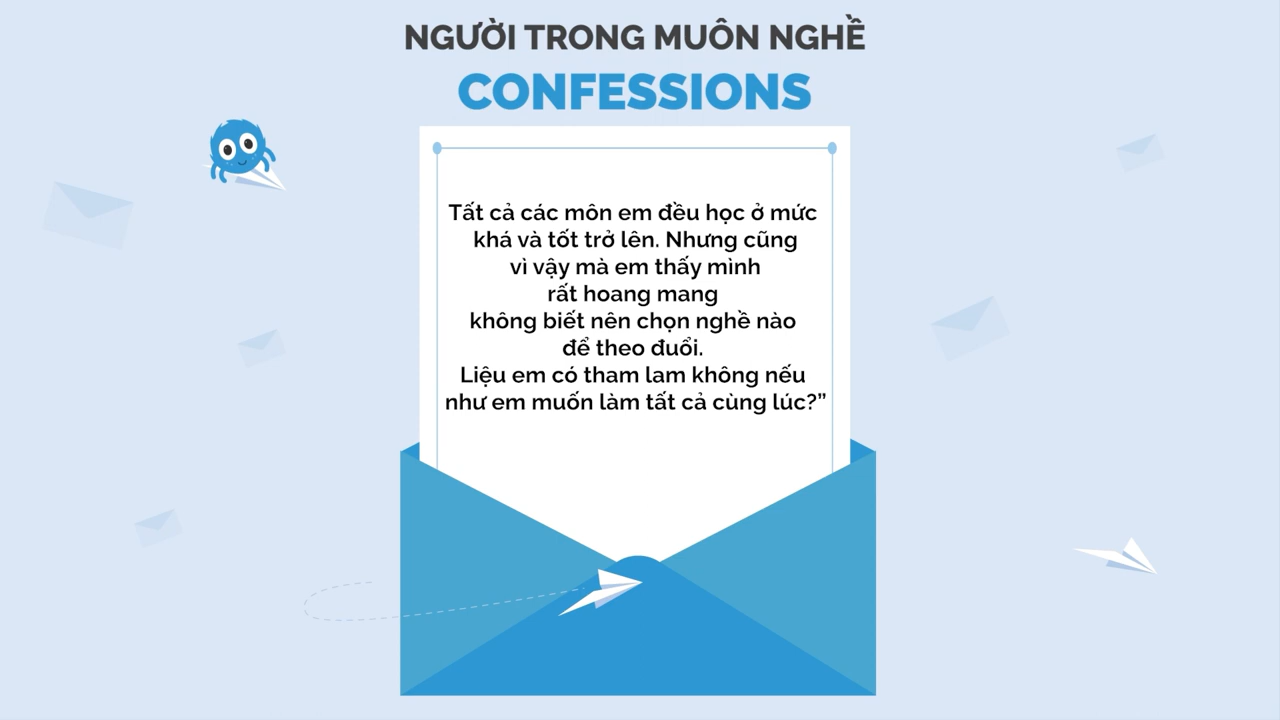 NGƯỜI TRONG MUÔN NGHỀ
CONFESSIONS
Tất cả các môn em đều học ở mức
khá và tốt trở lên. Nhưng cũng
vì vậy mà em thấy mình
rất hoang mang
không biết nên chọn nghề nào
để theo đuổi.
Liệu em có tham lam không nếu
như em muốn làm tất cả cùng lúc?”